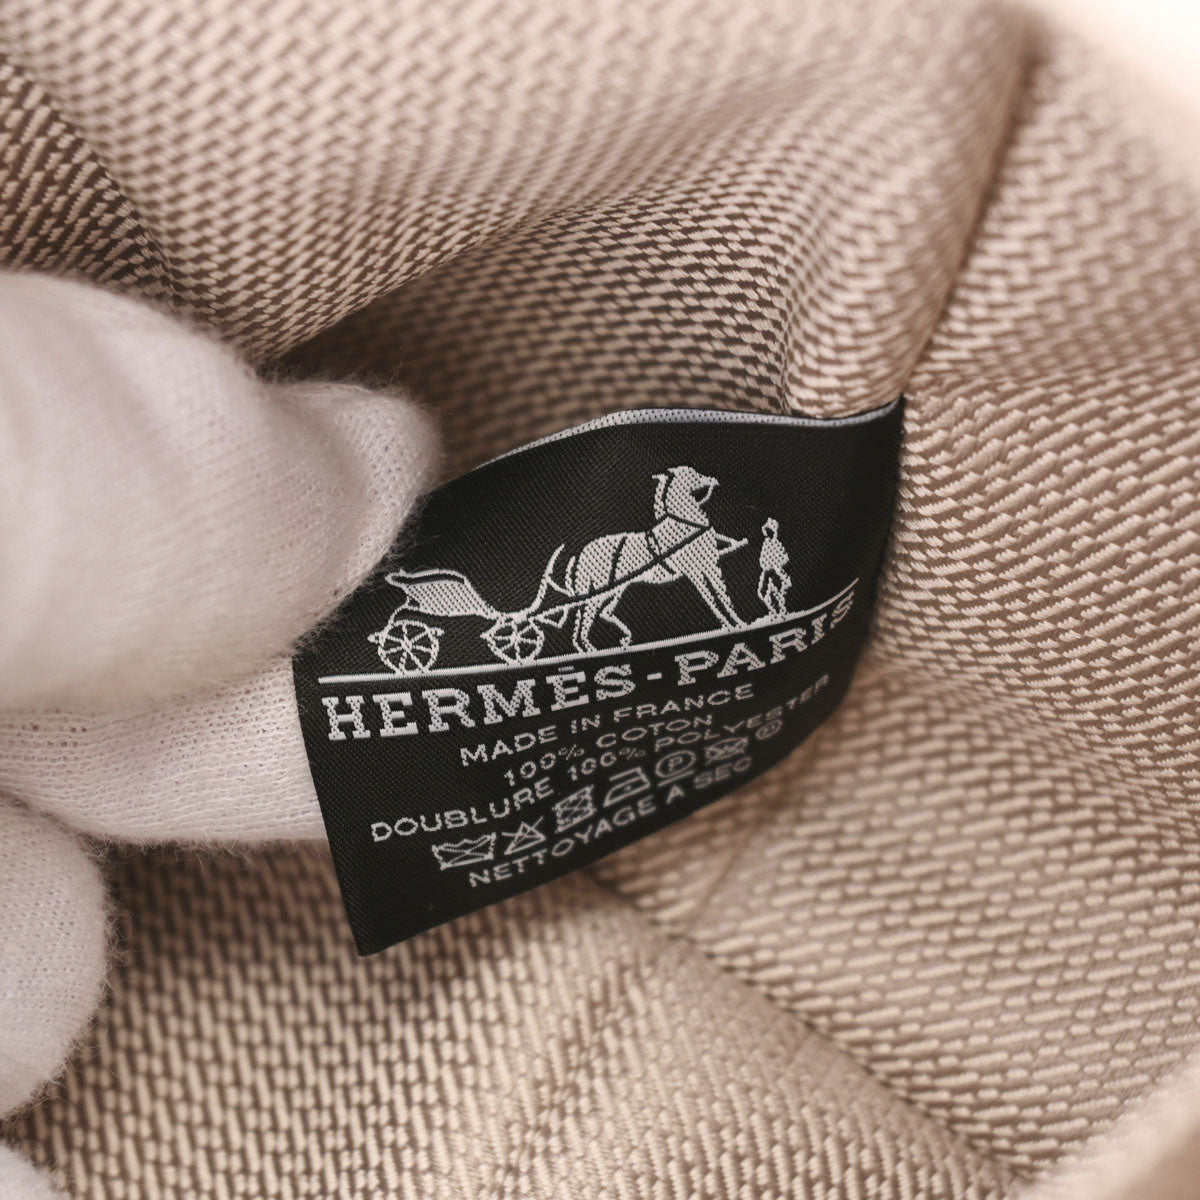 HERMÈS-PARIS
MADE IN FRANCE
100% COTON
DOUBLURE 100% POLYESTER
NETTOYAGE A SEC